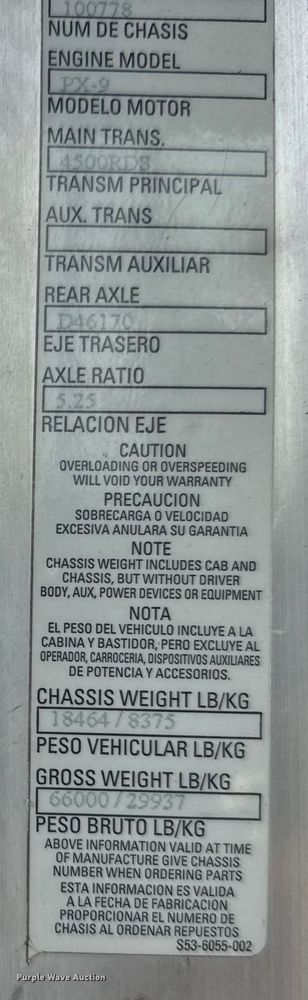 100778
NUM DE CHASIS
ENGINE MODEL
PX-9
MODELO MOTOR
MAIN TRANS.
4500RDS
TRANSM PRINCIPAL
AUX. TRANS
TRANSM AUXILIAR
REAR AXLE
D46170
EJE TRASERO
AXLE RATIO
5.25
RELACION EJE
CAUTION
OVERLOADING OR OVERSPEEDING
WILL VOID YOUR WARRANTY
PRECAUCION
SOBRECARGA O VELOCIDAD
EXCESIVA ANULARA SU GARANTIA
NOTE
CHASSIS WEIGHT INCLUDES CAB AND
CHASSIS, BUT WITHOUT DRIVER
BODY, AUX, POWER DEVICES OR EQUIPMENT
NOTA
EL PESO DEL VEHICULO INCLUYE A LA
CABINA Y BASTIDOR, PERO EXCLUYE AL
OPERADOR, CARROCERIA, DISPOSITIVOS AUXILIARES
DE POTENCIA Y ACCESORIOS.
CHASSIS WEIGHT LB/KG
18464/8375
PESO VEHICULAR LB/KG
GROSS WEIGHT LB/KG
66000/29937
PESO BRUTO LB/KG
ABOVE INFORMATION VALID AT TIME
OF MANUFACTURE GIVE CHASSIS
NUMBER WHEN ORDERING PARTS
ESTA INFORMACION ES VALIDA
A LA FECHA DE FABRICACION
PROPORCIONAR EL NUMERO DE
CHASIS AL ORDENAR REPUESTOS
S53-6055-002
Purple Wave Auction